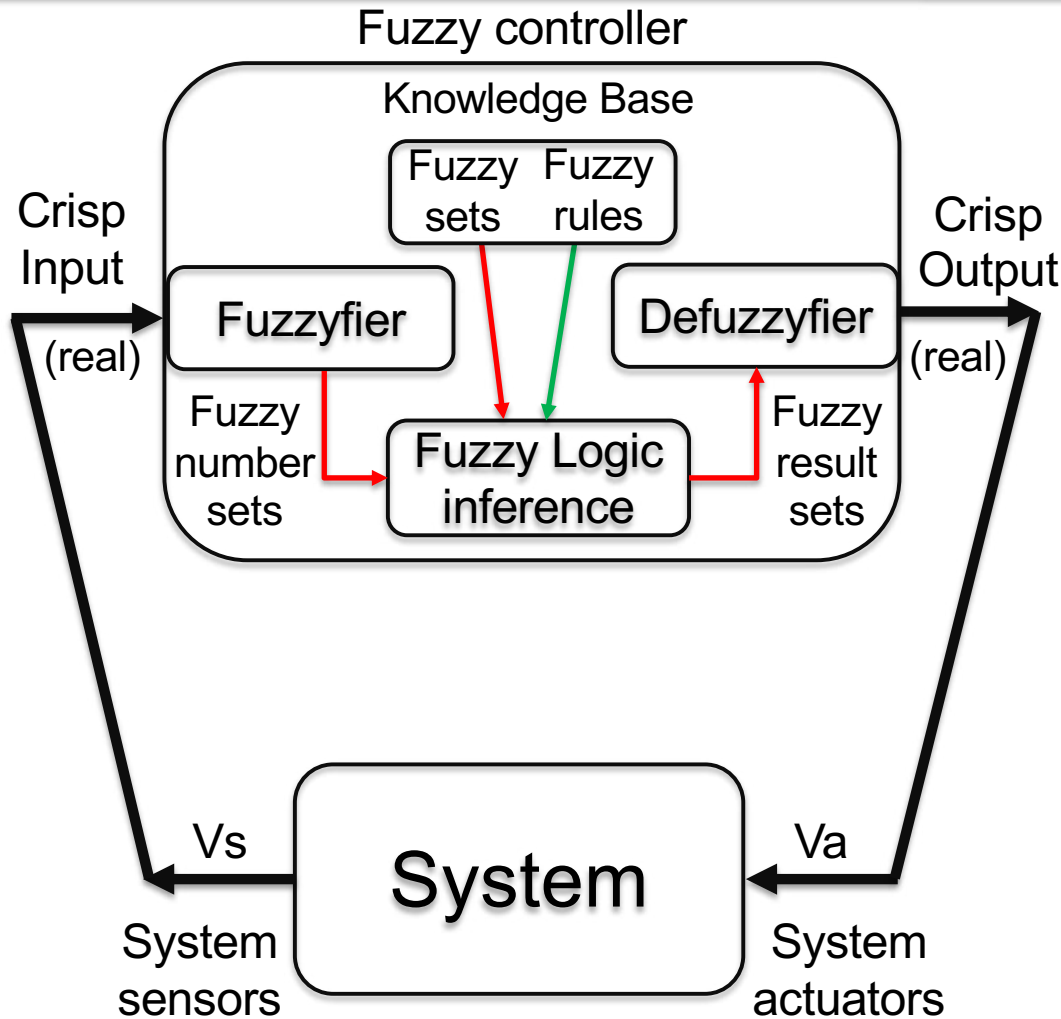 Fuzzy controller
Knowledge Base
Fuzzy Fuzzy
sets rules
Crisp
Input
(real)
Crisp
Output
(real)
Fuzzyfier
Defuzzyfier
Fuzzy
number
sets
Fuzzy Logic
inference
Fuzzy
result
sets
Vs
System
Va
System
sensors
System
actuators